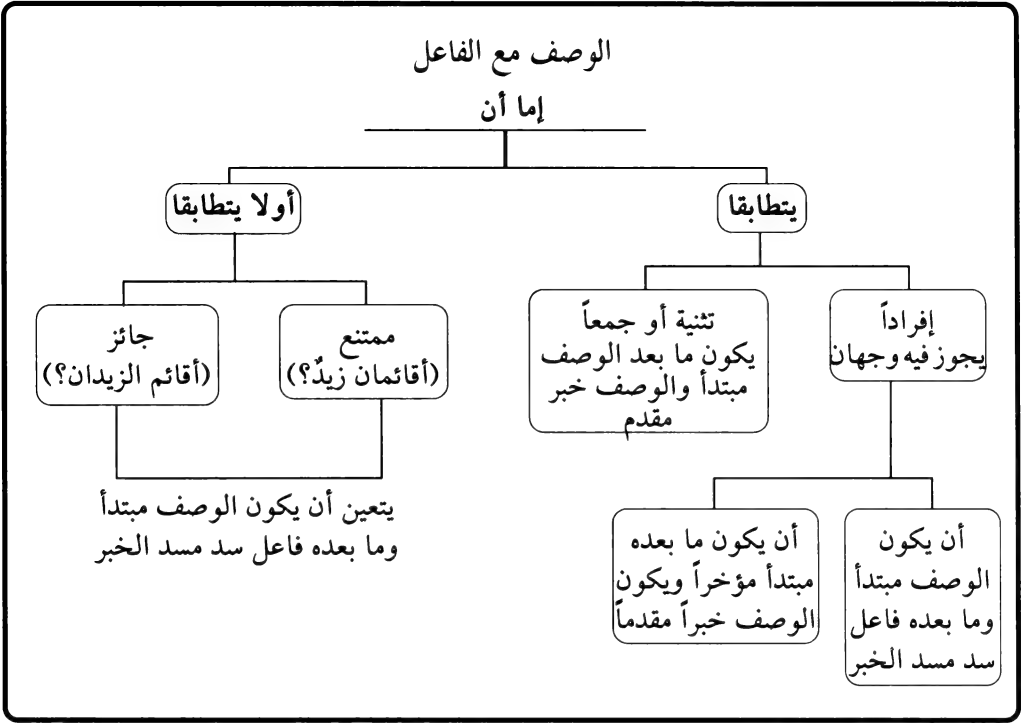 الوصف مع الفاعل
إما أن
يتطابقا
أولا يتطابقا
إفراداً
يجوز فيه وجهان
تثنية أو جمعاً
يكون ما بعد الوصف
مبتدأ والوصف خبر
مقدم
ممتنع
(أقائمان زيدٌ؟)
جائز
(أقائم الزيدان؟)
أن يكون
الوصف مبتدأ
وما بعده فاعل
سد مسد الخبر
أن يكون ما بعده
مبتدأ مؤخراً ويكون
الوصف خبراً مقدماً
يتعين أن يكون الوصف مبتدأ
وما بعده فاعل سد مسد الخبر